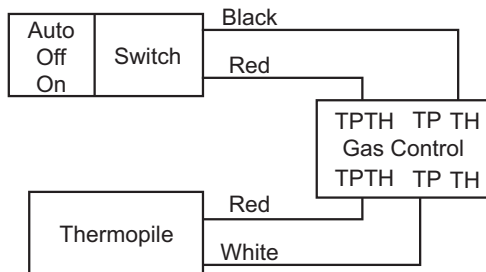 Auto
Off
On
Switch
Black
Red
TPTH TP TH
Gas Control
TPTH TP TH
Thermopile
Red
White